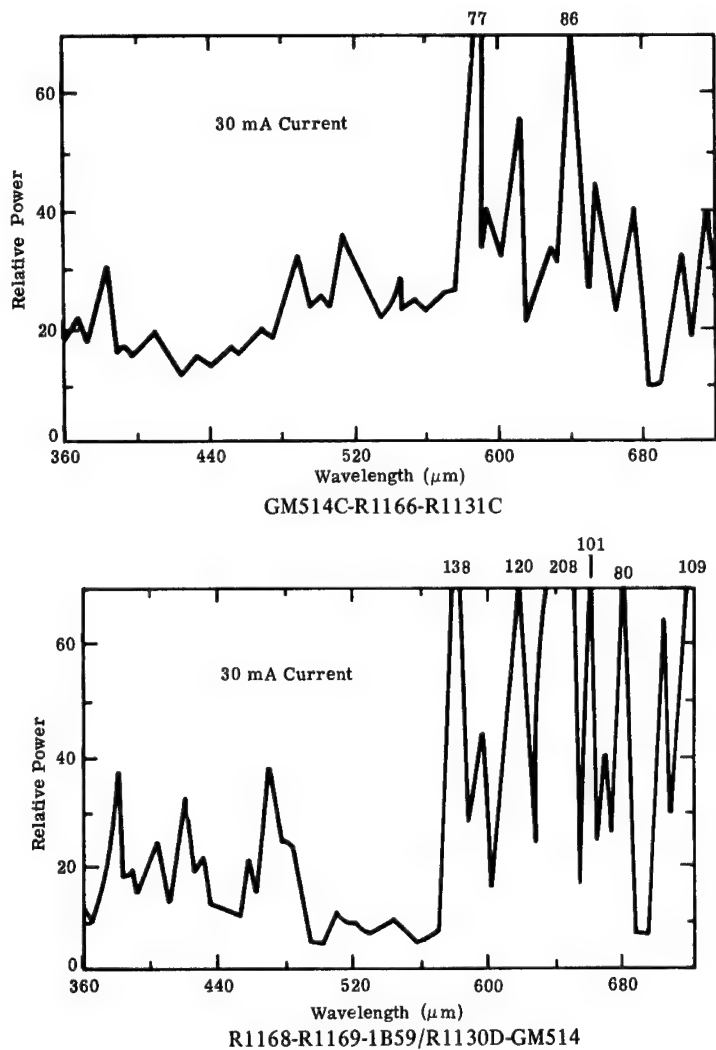 77 86
60
40
20
0
Relative Power
30 mA Current
360 440 520 600 680
Wavelength (μm)
GM514C-R1166-R1131C
101
138 120 208 80 109
60
40
20
0
Relative Power
30 mA Current
360 440 520 600 680
Wavelength (μm)
R1168-R1169-1B59/R1130D-GM514